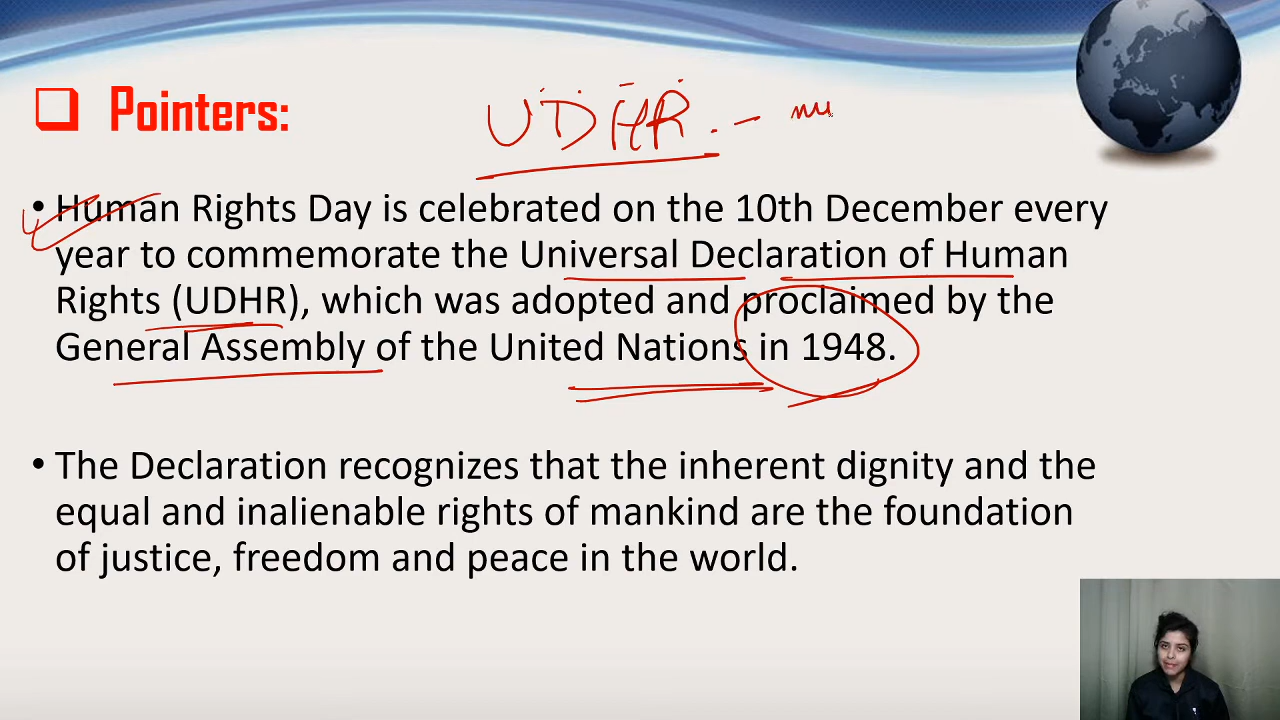 Pointers:
UDHR. -
• Human Rights Day is celebrated on the 10th December every
year to commemorate the Universal Declaration of Human
Rights (UDHR), which was adopted and proclaimed by the
General Assembly of the United Nations in 1948.
• The Declaration recognizes that the inherent dignity and the
equal and inalienable rights of mankind are the foundation
of justice, freedom and peace in the world.